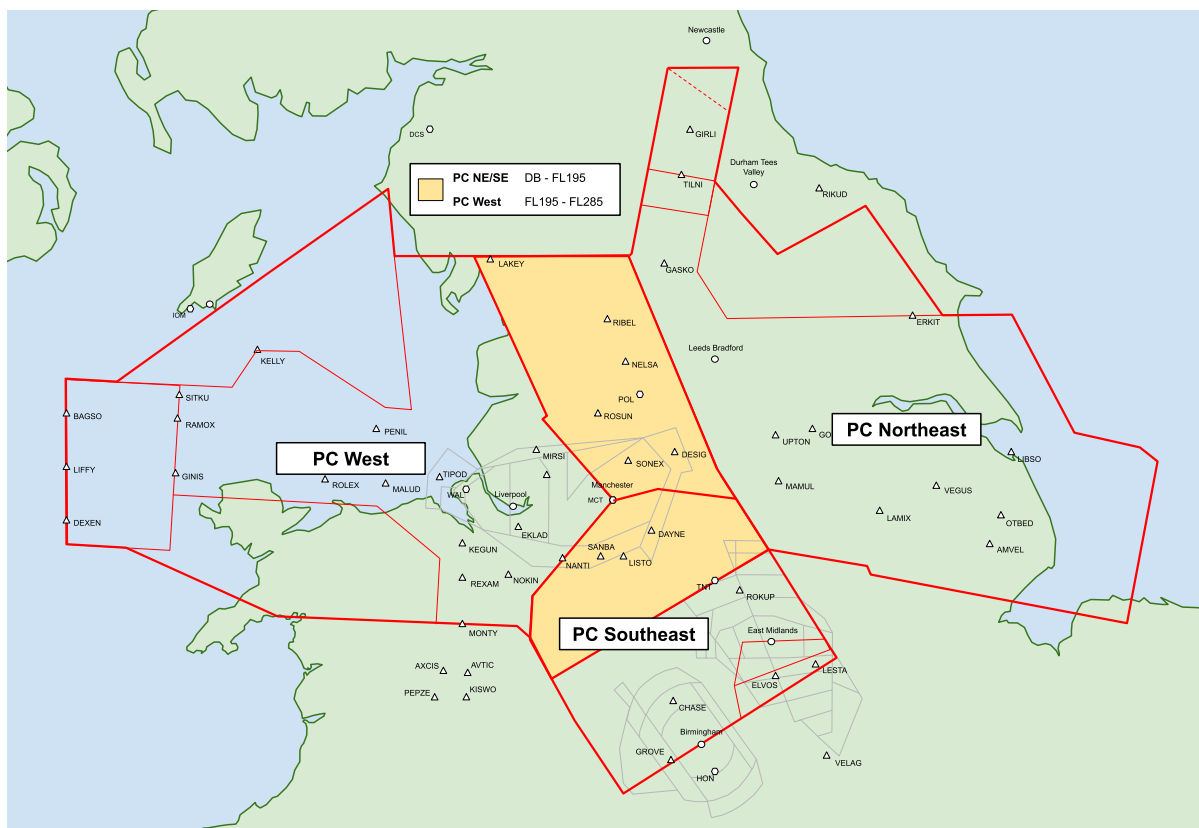 Newcastle
DCS
GIRLI
Durham Tees
Valley
PC NE/SE DB - FL195
PC West FL195 - FL285
TILNI
RIKUD
LAKEY
GASKO
IOM
RIBEL
ERKIT
Leeds Bradford
KELLY
NELSA
SITKU
POL
BAGSO
RAMOX
ROSUN
PENIL
UPTON
PC Northeast
PC West
MIRSI
DESIG
LIBSO
SONEX
LIFFY
GINIS
ROLEX
MALUD
TIPOD
WAL
Liverpool
Manchester
MCT
MAMUL
VEGUS
DEXEN
EKLAD
DAYNE
LAMIX
OTBED
KEGUN
SANBA
NANTI
LISTO
AMVEL
REXAM
NOKIN
TNT
ROKUP
MONTY
PC Southeast
East Midlands
AXCIS
AVTIC
LESTA
ELVOS
PEPZE
KISWO
CHASE
Birmingham
GROVE
HON
VELAG